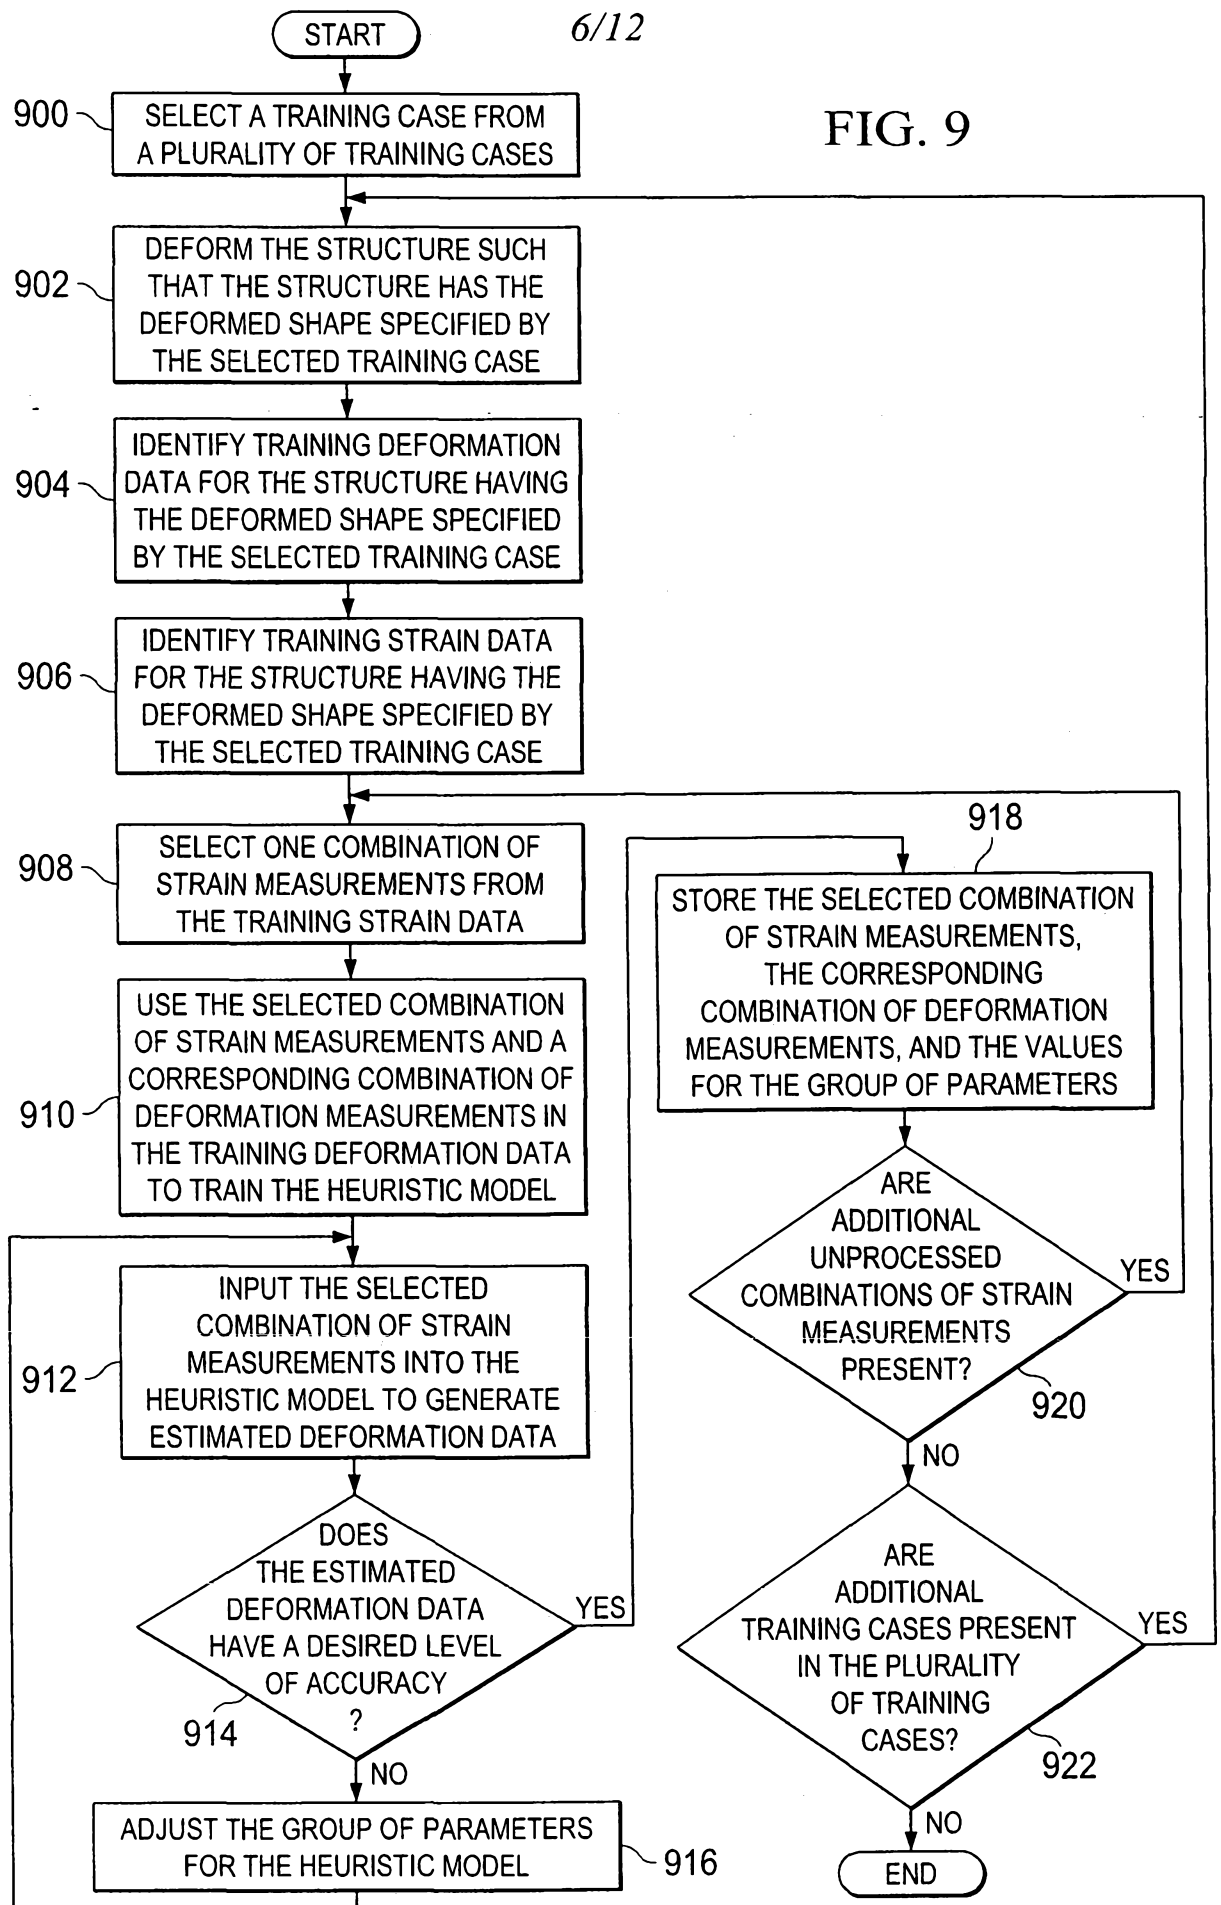 START
6/12
FIG. 9
900
SELECT A TRAINING CASE FROM
A PLURALITY OF TRAINING CASES
902
DEFORM THE STRUCTURE SUCH
THAT THE STRUCTURE HAS THE
DEFORMED SHAPE SPECIFIED BY
THE SELECTED TRAINING CASE
904
IDENTIFY TRAINING DEFORMATION
DATA FOR THE STRUCTURE HAVING
THE DEFORMED SHAPE SPECIFIED
BY THE SELECTED TRAINING CASE
906
IDENTIFY TRAINING STRAIN DATA
FOR THE STRUCTURE HAVING THE
DEFORMED SHAPE SPECIFIED BY
THE SELECTED TRAINING CASE
908
SELECT ONE COMBINATION OF
STRAIN MEASUREMENTS FROM
THE TRAINING STRAIN DATA
910
USE THE SELECTED COMBINATION
OF STRAIN MEASUREMENTS AND A
CORRESPONDING COMBINATION OF
DEFORMATION MEASUREMENTS IN
THE TRAINING DEFORMATION DATA
TO TRAIN THE HEURISTIC MODEL
912
INPUT THE SELECTED
COMBINATION OF STRAIN
MEASUREMENTS INTO THE
HEURISTIC MODEL TO GENERATE
ESTIMATED DEFORMATION DATA
DOES
THE ESTIMATED
DEFORMATION DATA
HAVE A DESIRED LEVEL
OF ACCURACY
?
914
YES
NO
ADJUST THE GROUP OF PARAMETERS
FOR THE HEURISTIC MODEL
916
918
STORE THE SELECTED COMBINATION
OF STRAIN MEASUREMENTS,
THE CORRESPONDING
COMBINATION OF DEFORMATION
MEASUREMENTS, AND THE VALUES
FOR THE GROUP OF PARAMETERS
ARE
ADDITIONAL
UNPROCESSED
COMBINATIONS OF STRAIN
MEASUREMENTS
PRESENT?
YES
920
NO
ARE
ADDITIONAL
TRAINING CASES PRESENT
IN THE PLURALITY
OF TRAINING
CASES?
YES
922
NO
END